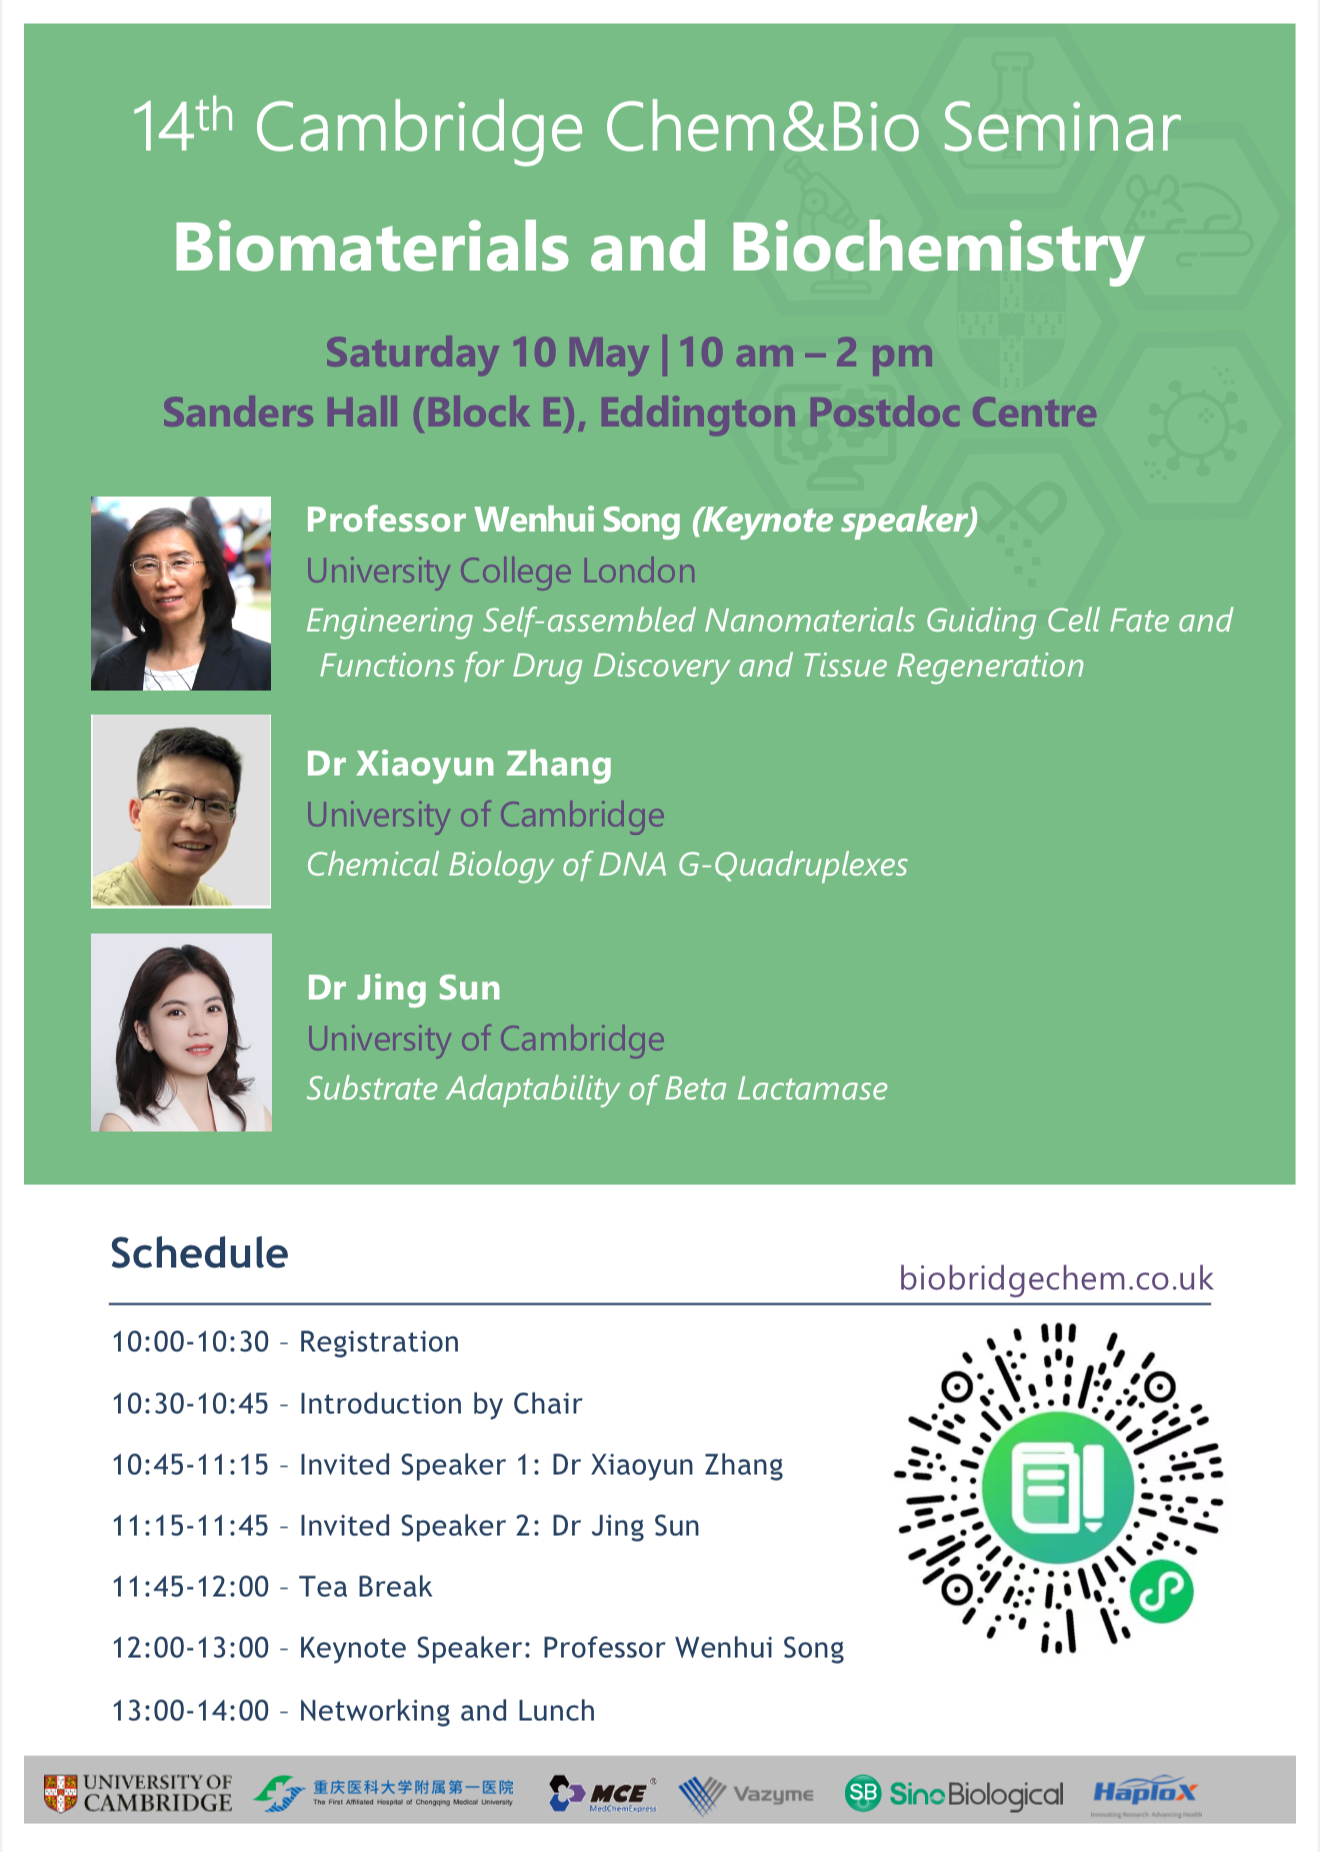 14th Cambridge Chem&Bio Seminar
Biomaterials and Biochemistry
Saturday 10 May | 10 am – 2 pm
Sanders Hall (Block E), Eddington Postdoc Centre
Professor Wenhui Song (Keynote speaker)
University College London
Engineering Self-assembled Nanomaterials Guiding Cell Fate and
Functions for Drug Discovery and Tissue Regeneration
Dr Xiaoyun Zhang
University of Cambridge
Chemical Biology of DNA G-Quadruplexes
Dr Jing Sun
University of Cambridge
Substrate Adaptability of Beta Lactamase
Schedule
biobridgechem.co.uk
10:00-10:30 – Registration
10:30-10:45 – Introduction by Chair
10:45-11:15 – Invited Speaker 1: Dr Xiaoyun Zhang
11:15-11:45 – Invited Speaker 2: Dr Jing Sun
11:45-12:00 – Tea Break
12:00-13:00 – Keynote Speaker: Professor Wenhui Song
13:00-14:00 – Networking and Lunch
UNIVERSITY OF
CAMBRIDGE
重庆医科大学附属第一医院
The First Affiliated Hospital of Chongqing Medical University
MCE®
MedChemExpress
Vazyme
SB SinoBiological
HaploX
Innovating Research Advancing Health